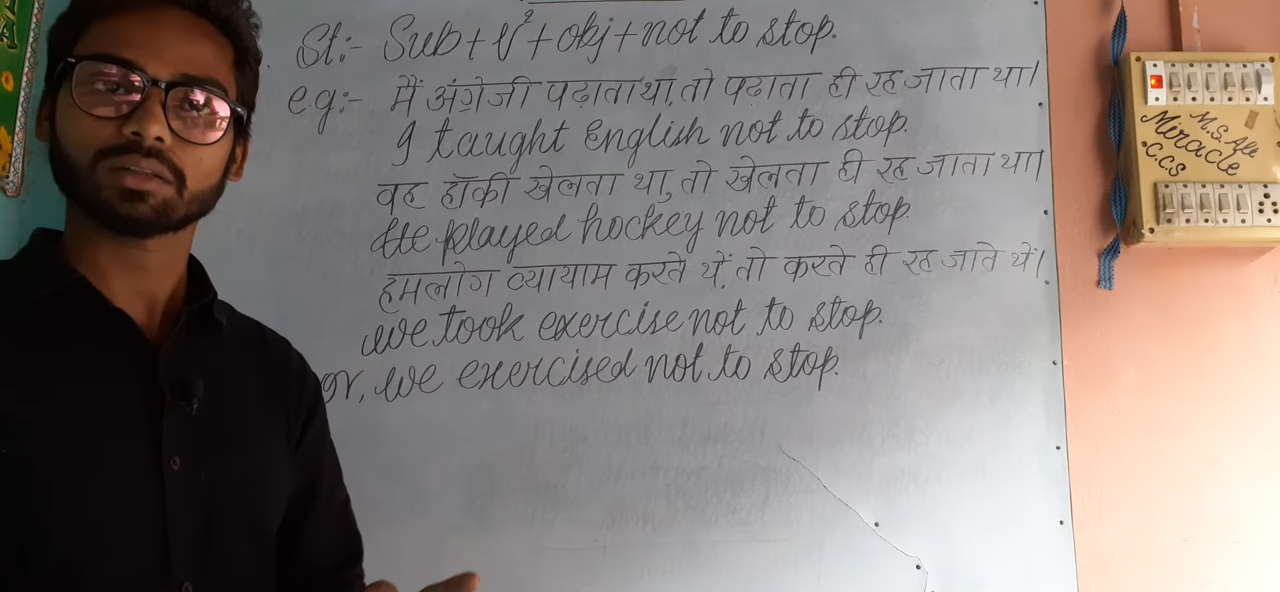 St:- Sub + V² + obj + not to stop.
e.g:- मैं अंग्रेजी पढ़ाता था, तो पढ़ाता ही रह जाता था।
I taught English not to stop.
वह हॉकी खेलता था, तो खेलता ही रह जाता था।
He played hockey not to stop.
हमलोग व्यायाम करते थें, तो करते ही रह जाते थें।
we took exercise not to stop.
or, we exercised not to stop.
M.S. Ali
Miracle
C.C.S